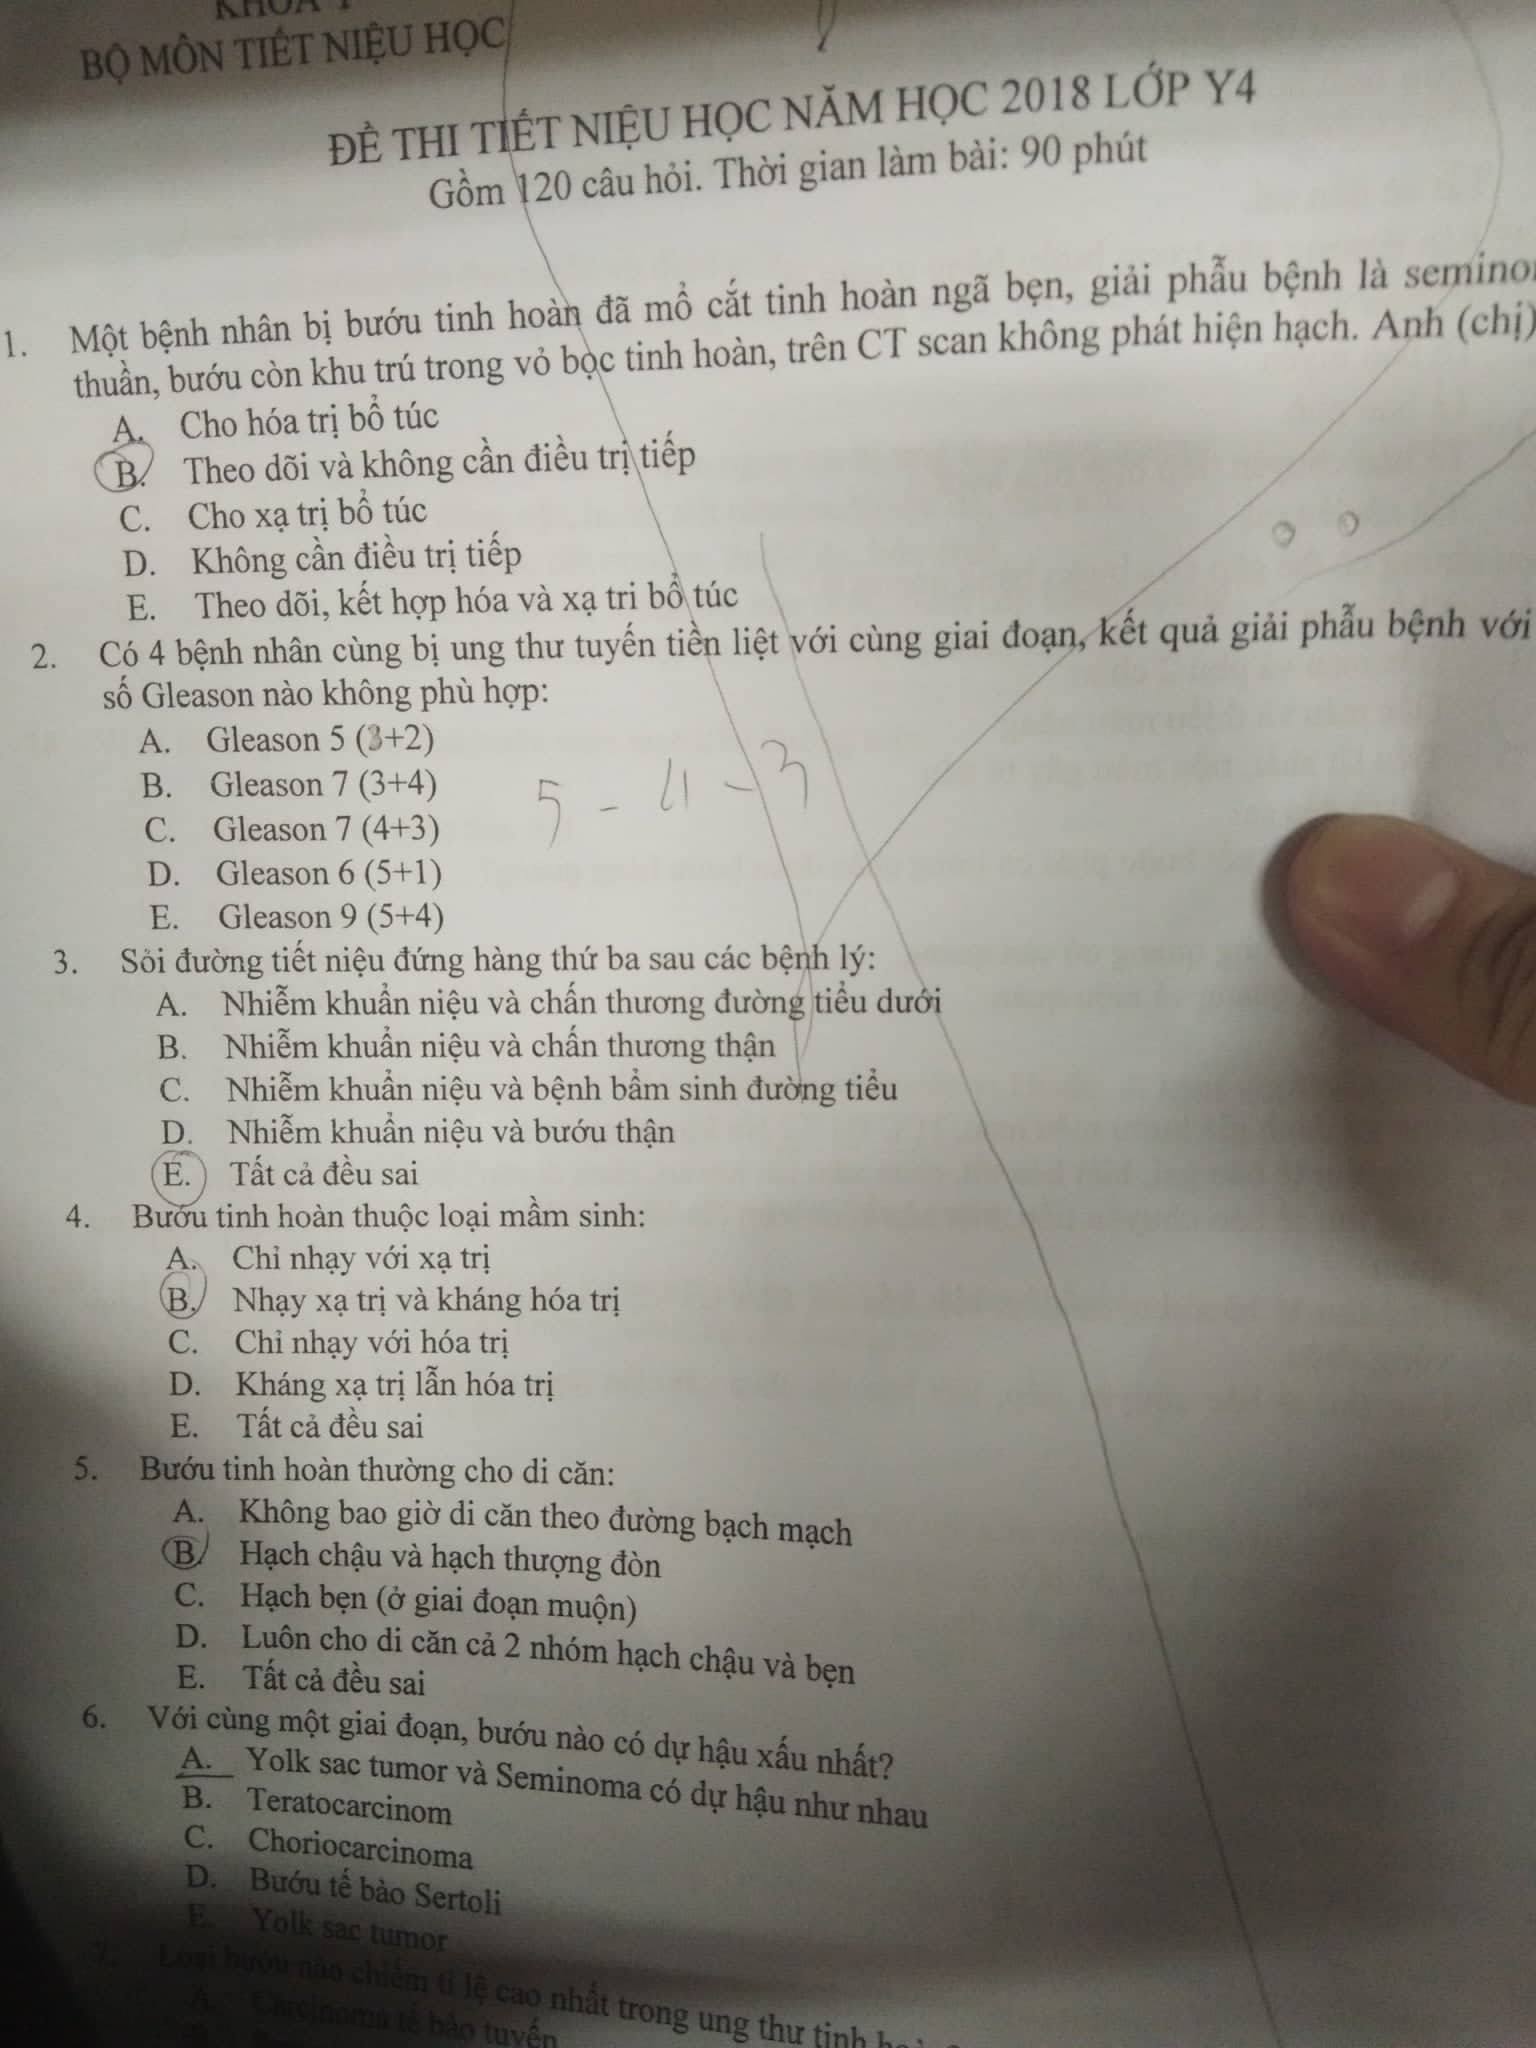 BỘ MÔN TIẾT NIỆU HỌC
ĐỀ THI TIẾT NIỆU HỌC NĂM HỌC 2018 LỚP Y4
Gồm 120 câu hỏi. Thời gian làm bài: 90 phút
1. Một bệnh nhân bị bướu tinh hoàn đã mổ cắt tinh hoàn ngã bẹn, giải phẫu bệnh là
thuần, bướu còn khu trú trong vỏ bọc tinh hoàn, trên CT scan không phát hiện hạch. Anh (chị)
A. Cho hóa trị bổ túc
B. Theo dõi và không cần điều trị tiếp
C. Cho xạ trị bổ túc
D. Không cần điều trị tiếp
E. Theo dõi, kết hợp hóa và xạ tri bổ túc
2. Có 4 bệnh nhân cùng bị ung thư tuyến tiền liệt với cùng giai đoạn, kết quả giải phẫu bệnh với
số Gleason nào không phù hợp:
A. Gleason 5 (3+2)
B. Gleason 7 (3+4)
C. Gleason 7 (4+3)
5 - 4 - 3
D. Gleason 6 (5+1)
E. Gleason 9 (5+4)
3. Sỏi đường tiết niệu đứng hàng thứ ba sau các bệnh lý:
A. Nhiễm khuẩn niệu và chấn thương đường tiểu dưới
B. Nhiễm khuẩn niệu và chấn thương thận
C. Nhiễm khuẩn niệu và bệnh bẩm sinh đường tiểu
D. Nhiễm khuẩn niệu và bướu thận
E. Tất cả đều sai
4. Bướu tinh hoàn thuộc loại mầm sinh:
A. Chỉ nhạy với xạ trị
B. Nhạy xạ trị và kháng hóa trị
C. Chỉ nhạy với hóa trị
D. Kháng xạ trị lẫn hóa trị
E. Tất cả đều sai
5. Bướu tinh hoàn thường cho di căn:
A. Không bao giờ di căn theo đường bạch mạch
B. Hạch chậu và hạch thượng đòn
C. Hạch bẹn (ở giai đoạn muộn)
D. Luôn cho di căn cả 2 nhóm hạch chậu và bẹn
E. Tất cả đều sai
6. Với cùng một giai đoạn, bướu nào có dự hậu xấu nhất?
A. Yolk sac tumor và Seminoma có dự hậu như nhau
B. Teratocarcinom
C. Choriocarcinoma
D. Bướu tế bào Sertoli
E. Yolk sac tumor
7. Loại bướu nào chiếm tỉ lệ cao nhất trong ung thư tinh
A. Carcinoma tế bào tuyến